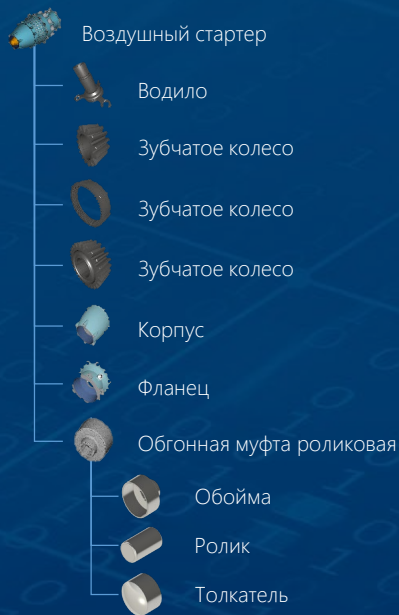 Воздушный стартер
Водило
Зубчатое колесо
Зубчатое колесо
Зубчатое колесо
Корпус
Фланец
Обгонная муфта роликовая
Обойма
Ролик
Толкатель